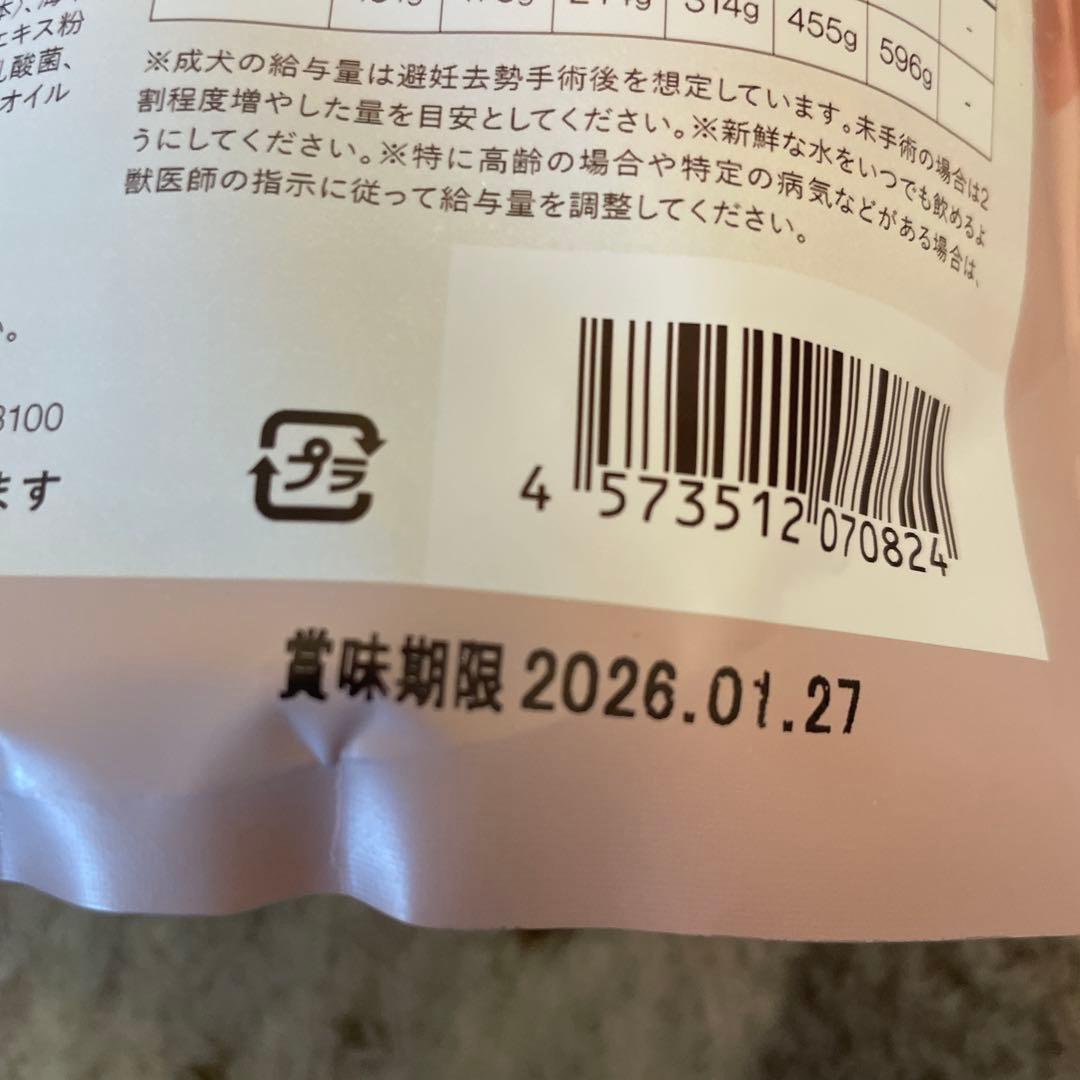 エキス粉
乳酸菌、
オイル
314g
455g
596g
-
-
※成犬の給与量は避妊去勢手術後を想定しています。未手術の場合は2
割程度増やした量を目安としてください。※新鮮な水をいつでも飲めるよ
うにしてください。※特に高齢の場合や特定の病気などがある場合は、
獣医師の指示に従って給与量を調整してください。
。
3100
ます
プラ
4 573512 070824
賞味期限 2026.01.27